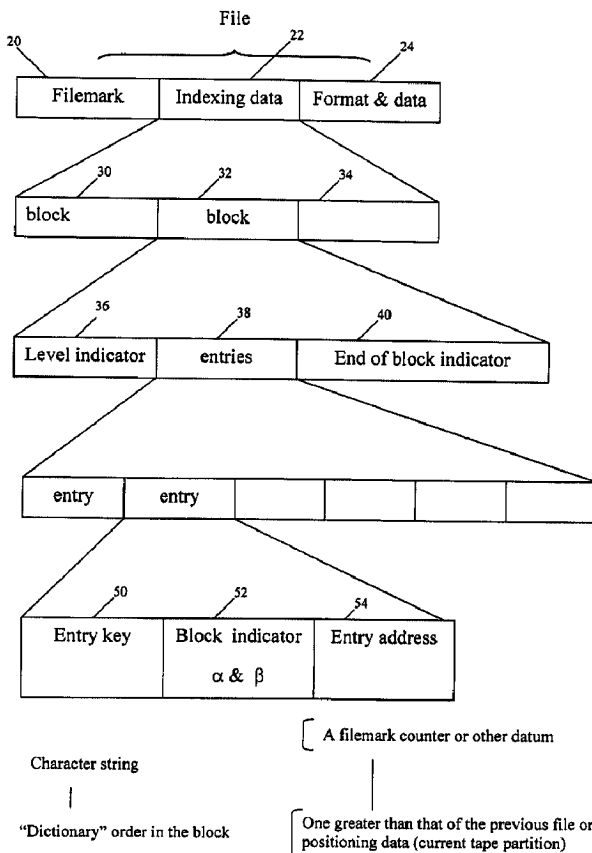 File
20
22
24
Filemark
Indexing data
Format & data
30
32
34
block
block
36
38
40
Level indicator
entries
End of block indicator
entry
entry
50
52
54
Entry key
Block indicator
Entry address
α & β
A filemark counter or other datum
Character string
"Dictionary" order in the block
One greater than that of the previous file or
positioning data (current tape partition)